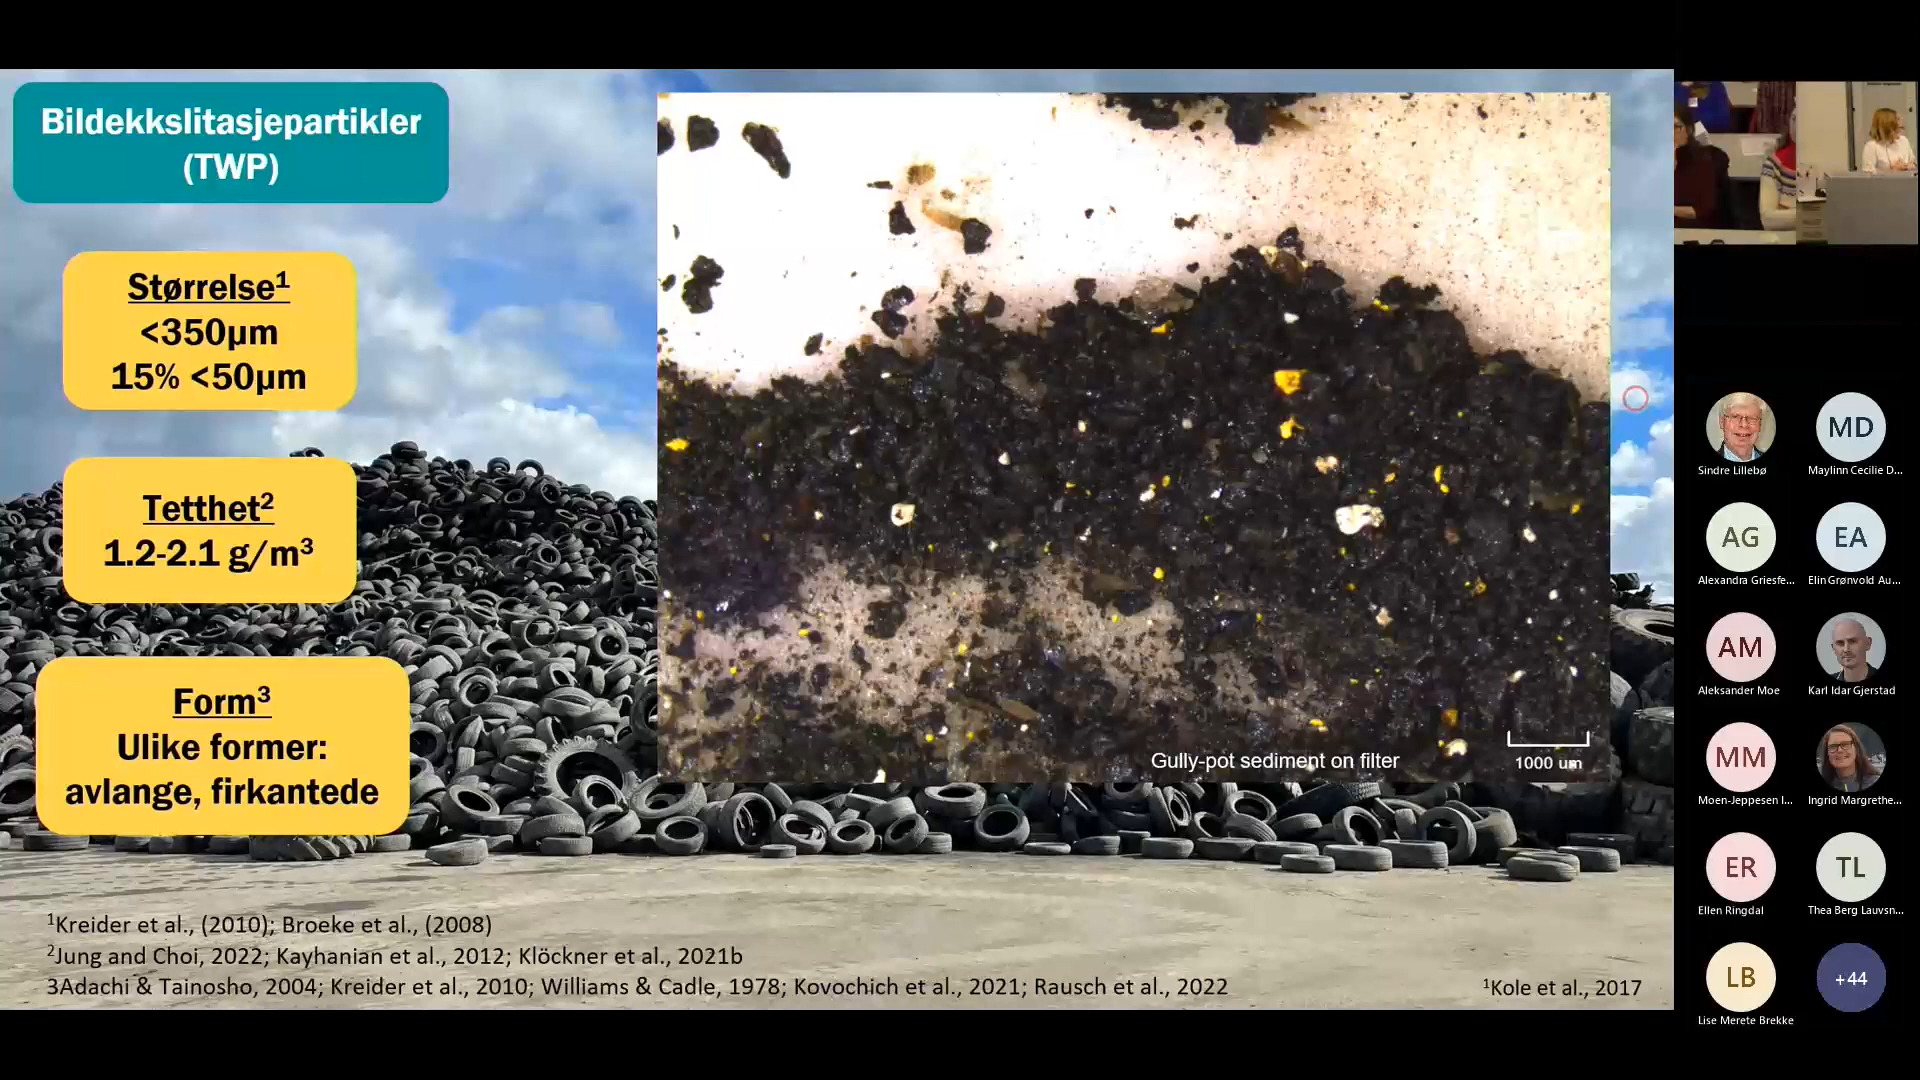 Bildekkslitasjepartikler
(TWP)
Størrelse¹
<350µm
15% <50µm
Tetthet²
1.2-2.1 g/m³
Form³
Ulike former:
avlange, firkantede
Gully-pot sediment on filter
1000 um
¹Kreider et al., (2010); Broeke et al., (2008)
²Jung and Choi, 2022; Kayhanian et al., 2012; Klöckner et al., 2021b
3Adachi & Tainosho, 2004; Kreider et al., 2010; Williams & Cadle, 1978; Kovochich et al., 2021; Rausch et al., 2022
¹Kole et al., 2017
Sindre Lillebø
MD
Maylinn Cecilie D...
AG
Alexandra Griesfe...
EA
Elin Grønvold Au...
AM
Aleksander Moe
Karl Idar Gjerstad
MM
Moen-Jeppesen I...
Ingrid Margrethe...
ER
Ellen Ringdal
TL
Thea Berg Lauvsn...
LB
Lise Merete Brekke
+44